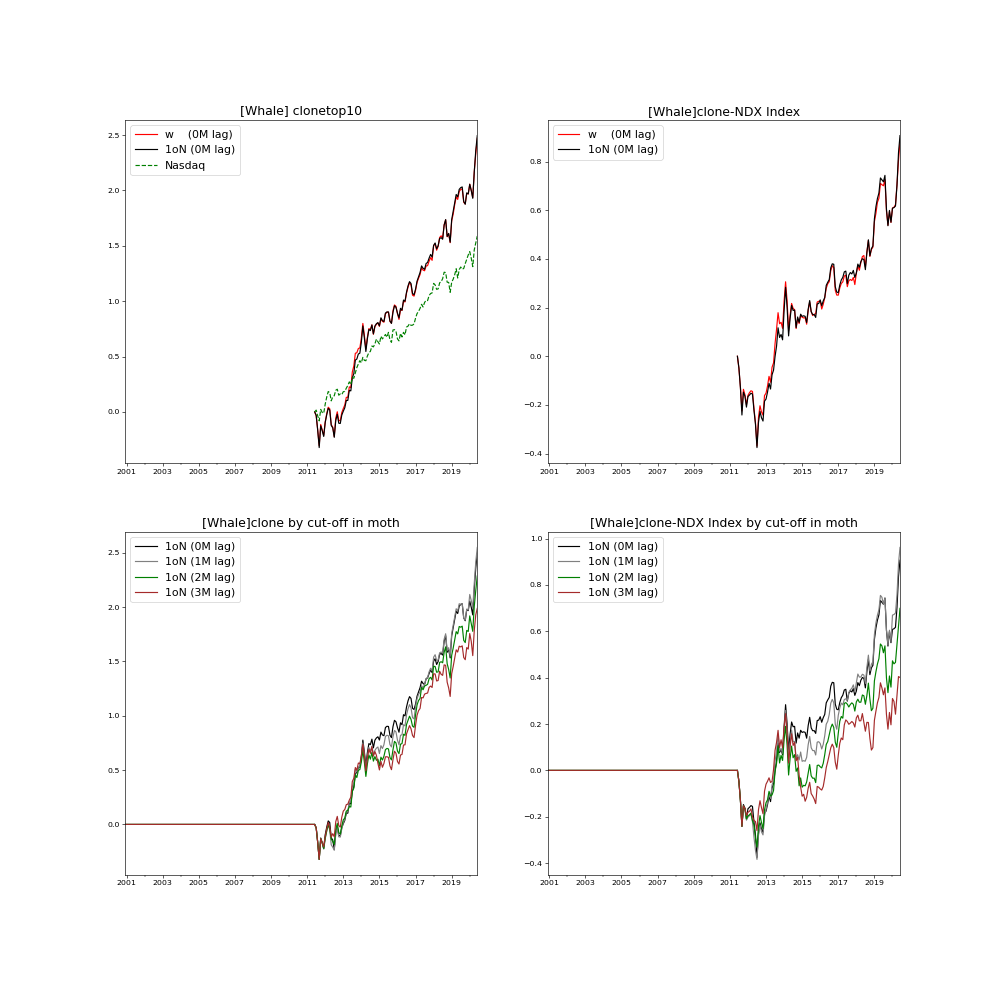 [Whale] clonetop10
w (0M lag)
1oN (0M lag)
Nasdaq
2.5
2.0
1.5
1.0
0.5
0.0
2001 2003 2005 2007 2009 2011 2013 2015 2017 2019
[Whale]clone-NDX Index
w (0M lag)
1oN (0M lag)
0.8
0.6
0.4
0.2
0.0
−0.2
−0.4
2001 2003 2005 2007 2009 2011 2013 2015 2017 2019
[Whale]clone by cut-off in moth
1oN (0M lag)
1oN (1M lag)
1oN (2M lag)
1oN (3M lag)
2.5
2.0
1.5
1.0
0.5
0.0
2001 2003 2005 2007 2009 2011 2013 2015 2017 2019
[Whale]clone-NDX Index by cut-off in moth
1oN (0M lag)
1oN (1M lag)
1oN (2M lag)
1oN (3M lag)
1.0
0.8
0.6
0.4
0.2
0.0
−0.2
−0.4
2001 2003 2005 2007 2009 2011 2013 2015 2017 2019